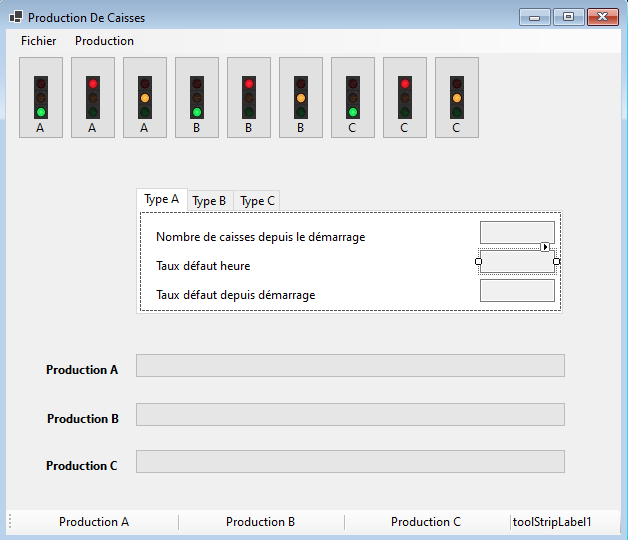 Production De Caisses
Fichier Production
A A A B B B C C C
Type A Type B Type C
Nombre de caisses depuis le démarrage
Taux défaut heure
Taux défaut depuis démarrage
Production A
Production B
Production C
Production A Production B Production C toolStripLabel1